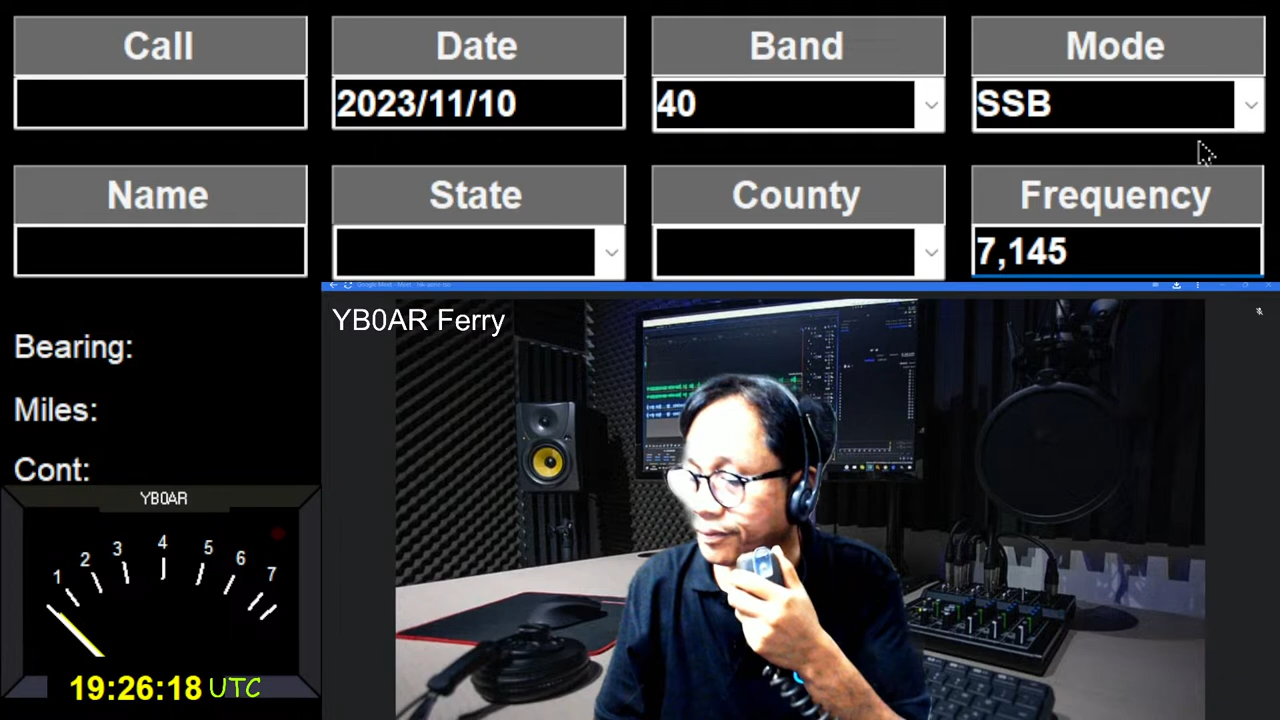 Call Date Band Mode
2023/11/10 40 SSB
Name State County Frequency
7,145
YB0AR Ferry
Bearing:
Miles:
Cont:
YB0AR
1 2 3 4 5 6 7
19:26:18 UTC